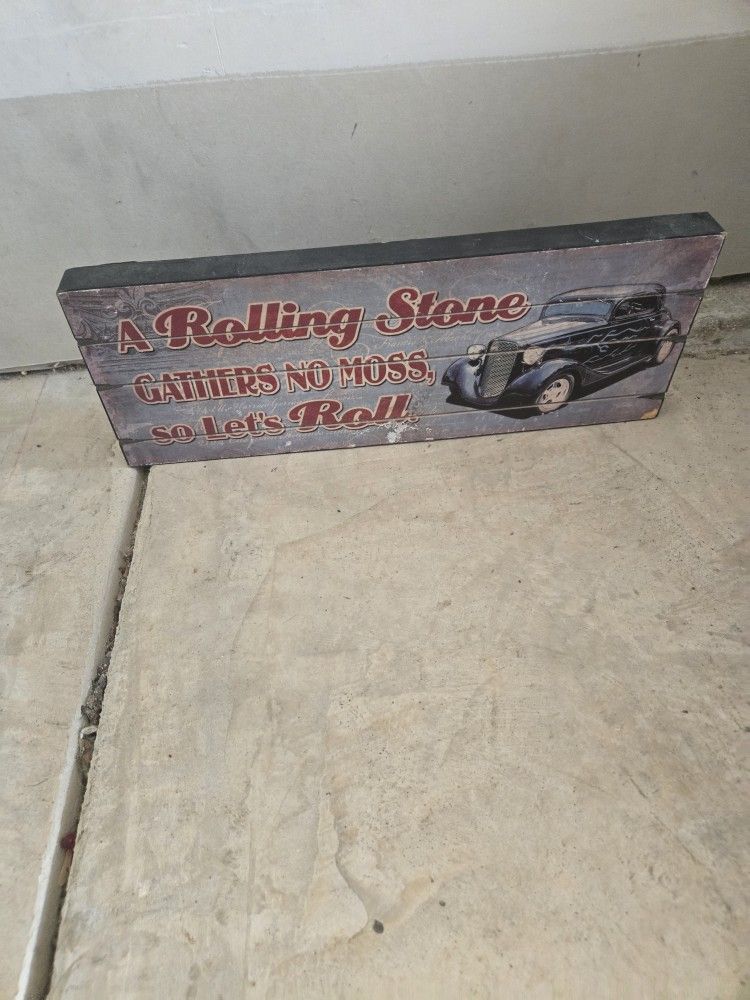 A Rolling Stone
GATHERS NO MOSS,
so Let's Roll